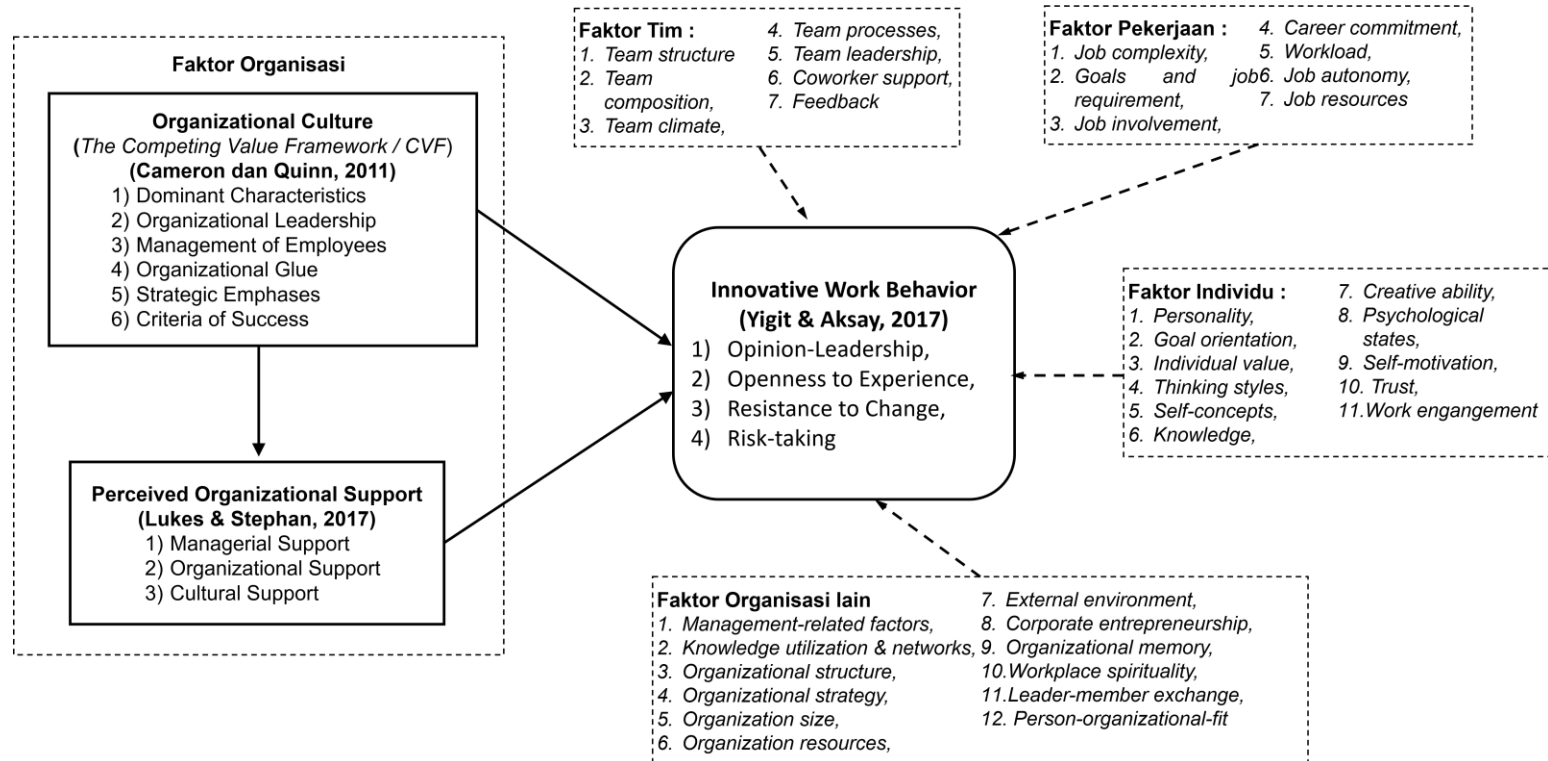 Faktor Organisasi
Organizational Culture
(The Competing Value Framework / CVF)
(Cameron dan Quinn, 2011)
1) Dominant Characteristics
2) Organizational Leadership
3) Management of Employees
4) Organizational Glue
5) Strategic Emphases
6) Criteria of Success
Perceived Organizational Support
(Lukes & Stephan, 2017)
1) Managerial Support
2) Organizational Support
3) Cultural Support
Faktor Tim :
1. Team structure
2. Team
composition,
3. Team climate,
4. Team processes,
5. Team leadership,
6. Coworker support,
7. Feedback
Faktor Pekerjaan :
1. Job complexity,
2. Goals and job
requirement,
3. Job involvement,
4. Career commitment,
5. Workload,
6. Job autonomy,
7. Job resources
Innovative Work Behavior
(Yigit & Aksay, 2017)
1) Opinion-Leadership,
2) Openness to Experience,
3) Resistance to Change,
4) Risk-taking
Faktor Individu :
1. Personality,
2. Goal orientation,
3. Individual value,
4. Thinking styles,
5. Self-concepts,
6. Knowledge,
7. Creative ability,
8. Psychological
states,
9. Self-motivation,
10. Trust,
11.Work engangement
Faktor Organisasi lain
1. Management-related factors,
2. Knowledge utilization & networks,
3. Organizational structure,
4. Organizational strategy,
5. Organization size,
6. Organization resources,
7. External environment,
8. Corporate entrepreneurship,
9. Organizational memory,
10.Workplace spirituality,
11.Leader-member exchange,
12. Person-organizational-fit